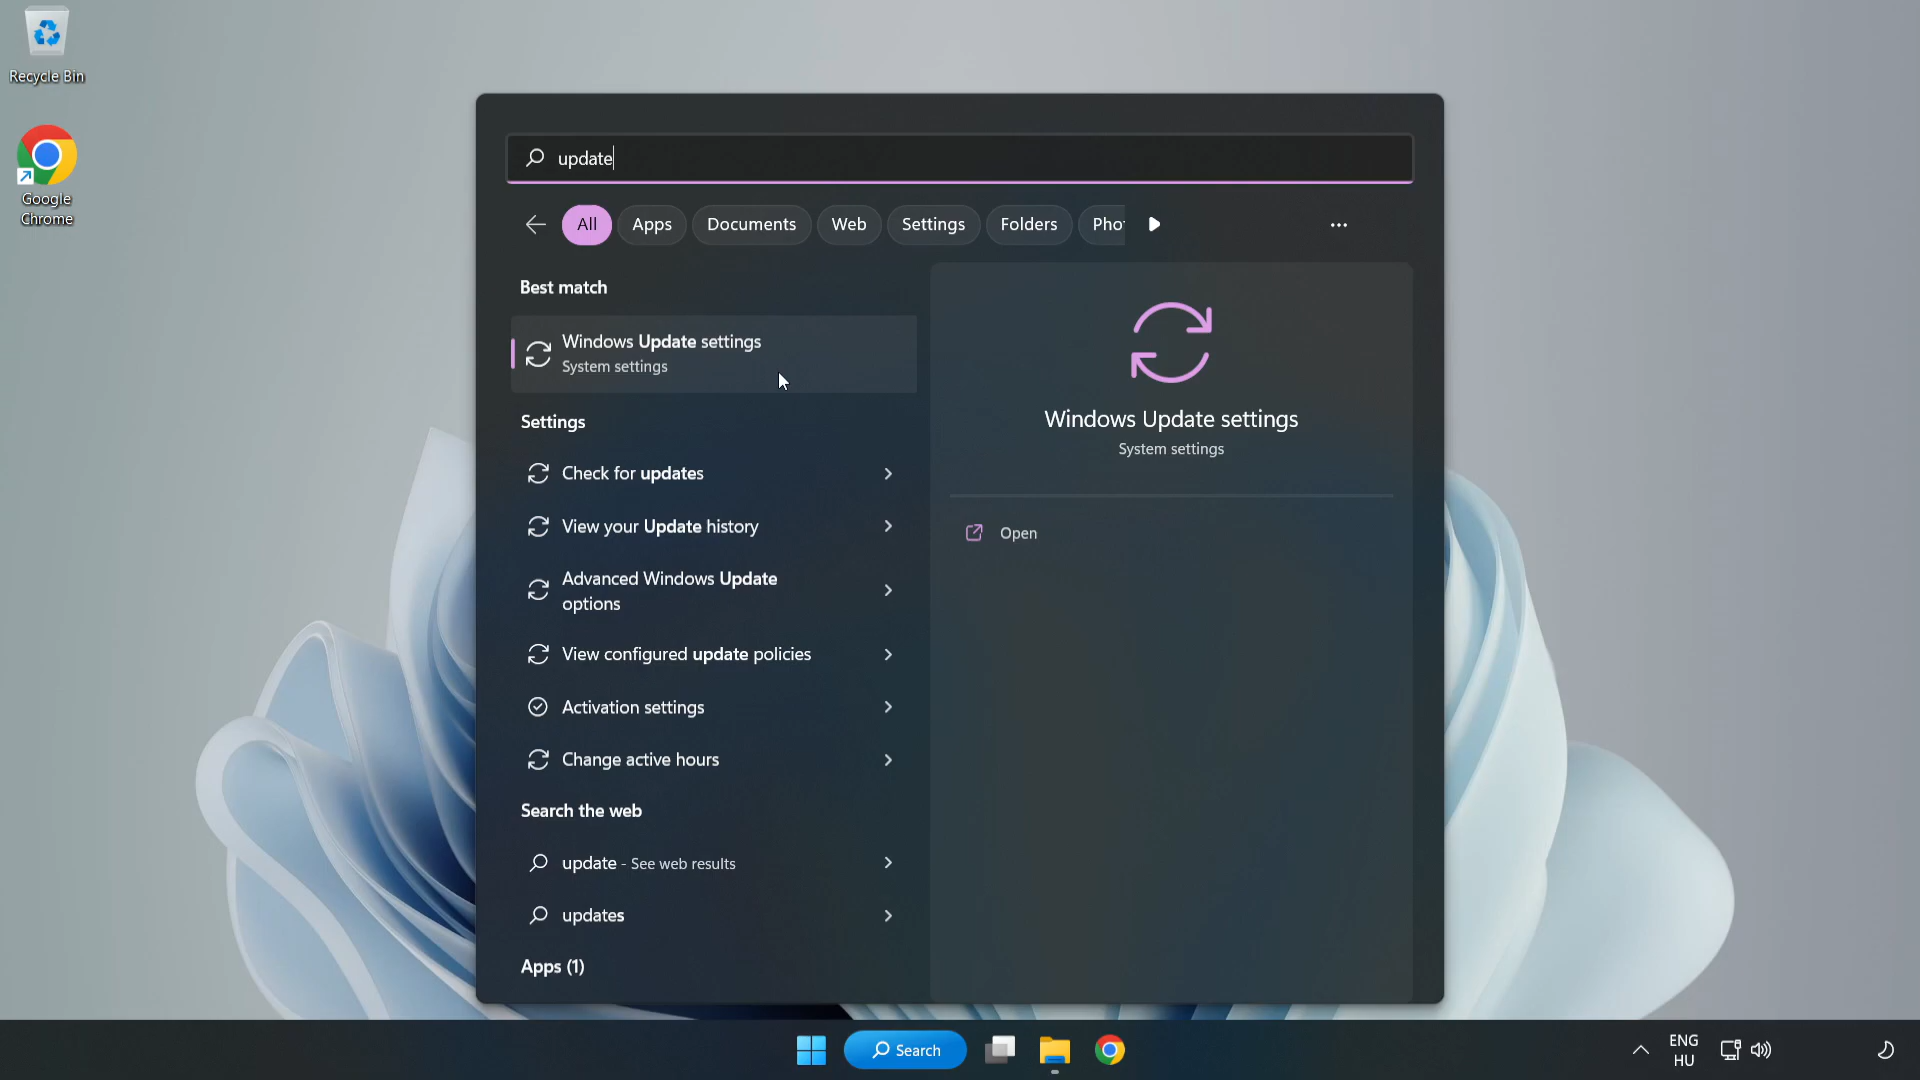 Recycle Bin
Google
Chrome
update
All
Apps
Documents
Web
Settings
Folders
Pho
Best match
Windows Update settings
System settings
Settings
Check for updates
View your Update history
Advanced Windows Update
options
View configured update policies
Activation settings
Change active hours
Search the web
update - See web results
updates
Apps (1)
Windows Update settings
System settings
Open
Search
ENG
HU